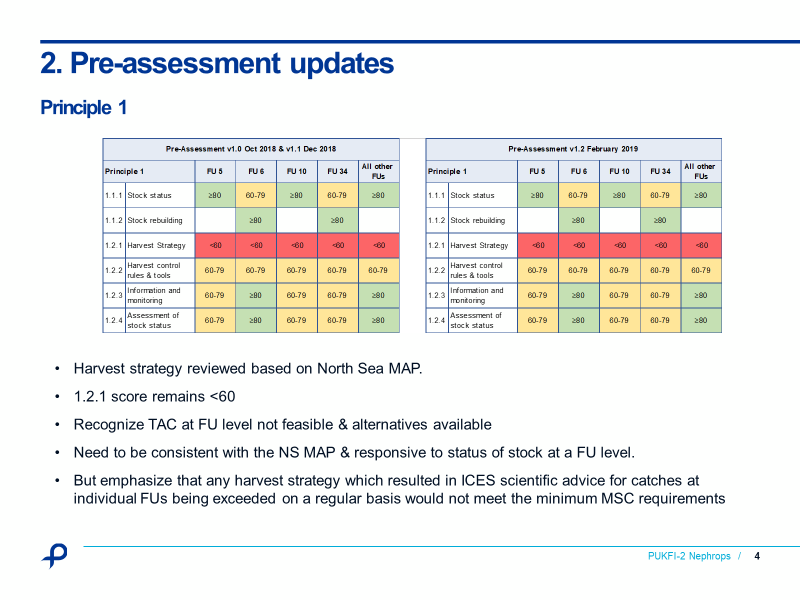 2. Pre-assessment updates
Principle 1
Pre-Assessment v1.0 Oct 2018 & v1.1 Dec 2018
Principle 1 FU 5 FU 6 FU 10 FU 34 All other FUs
1.1.1 Stock status ≥80 60-79 ≥80 60-79 ≥80
1.1.2 Stock rebuilding ≥80 ≥80
1.2.1 Harvest Strategy <60 <60 <60 <60 <60
1.2.2 Harvest control rules & tools 60-79 60-79 60-79 60-79 60-79
1.2.3 Information and monitoring 60-79 ≥80 60-79 60-79 ≥80
1.2.4 Assessment of stock status 60-79 ≥80 60-79 60-79 ≥80
Pre-Assessment v1.2 February 2019
Principle 1 FU 5 FU 6 FU 10 FU 34 All other FUs
1.1.1 Stock status ≥80 60-79 ≥80 60-79 ≥80
1.1.2 Stock rebuilding ≥80 ≥80
1.2.1 Harvest Strategy <60 <60 <60 <60 <60
1.2.2 Harvest control rules & tools 60-79 60-79 60-79 60-79 60-79
1.2.3 Information and monitoring 60-79 ≥80 60-79 60-79 ≥80
1.2.4 Assessment of stock status 60-79 ≥80 60-79 60-79 ≥80
• Harvest strategy reviewed based on North Sea MAP.
• 1.2.1 score remains <60
• Recognize TAC at FU level not feasible & alternatives available
• Need to be consistent with the NS MAP & responsive to status of stock at a FU level.
• But emphasize that any harvest strategy which resulted in ICES scientific advice for catches at
individual FUs being exceeded on a regular basis would not meet the minimum MSC requirements
PUKFI-2 Nephrops / 4